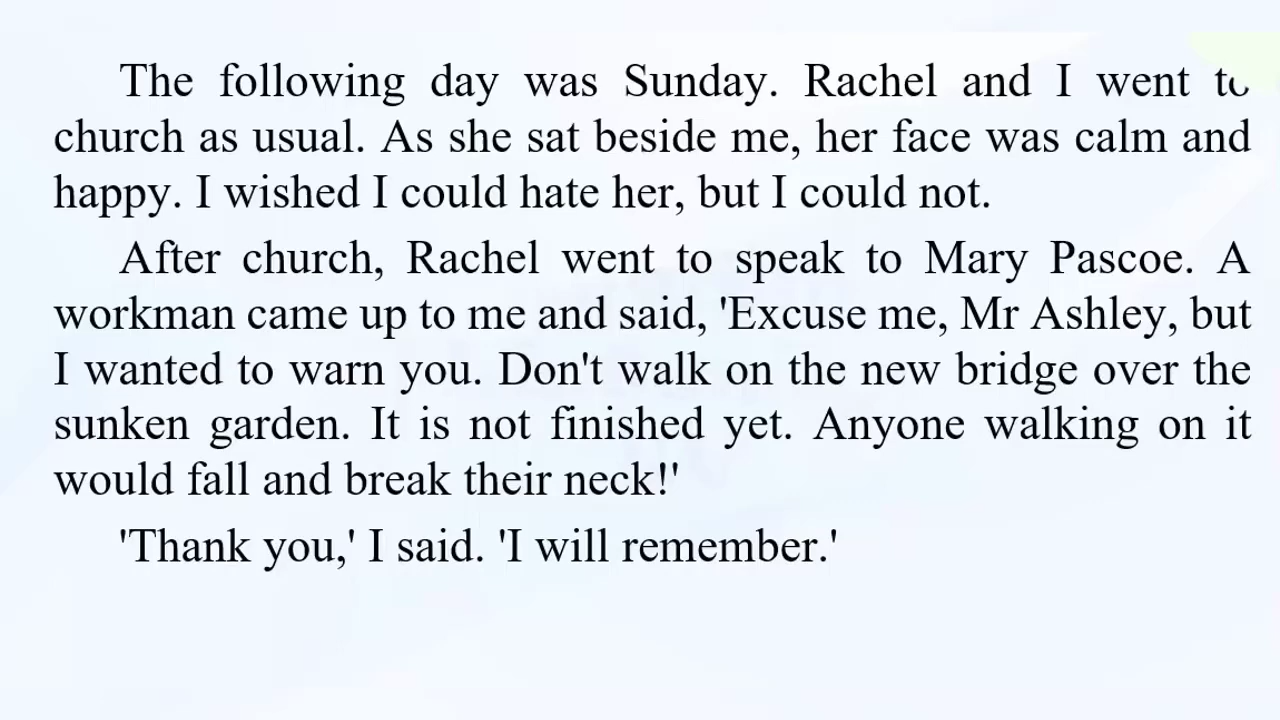 The following day was Sunday. Rachel and I went to
church as usual. As she sat beside me, her face was calm and
happy. I wished I could hate her, but I could not.
After church, Rachel went to speak to Mary Pascoe. A
workman came up to me and said, 'Excuse me, Mr Ashley, but
I wanted to warn you. Don't walk on the new bridge over the
sunken garden. It is not finished yet. Anyone walking on it
would fall and break their neck!'
'Thank you,' I said. 'I will remember.'